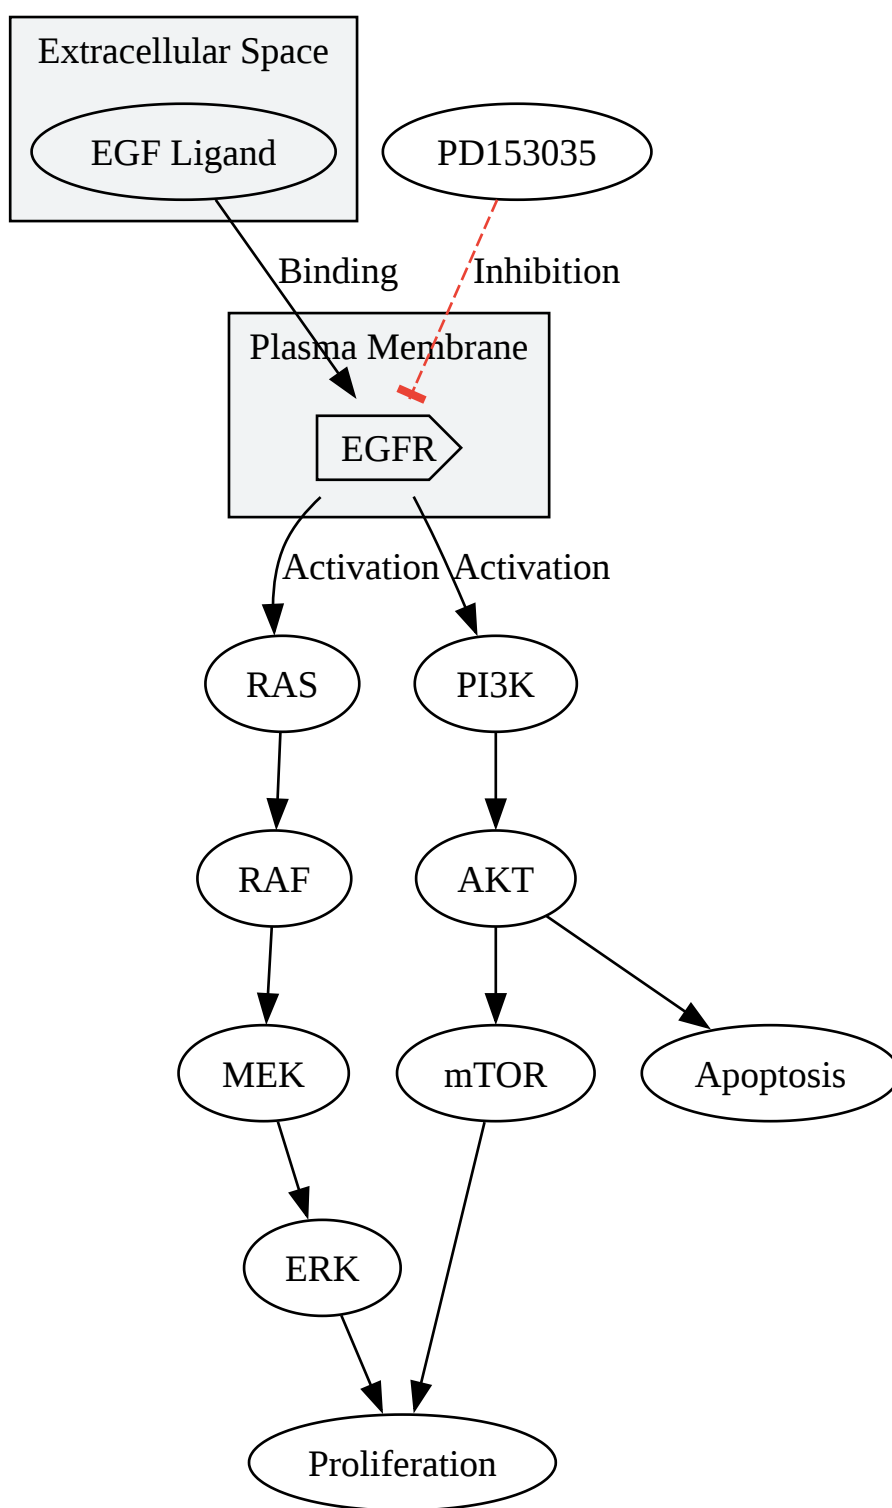 Extracellular Space
EGF Ligand
PD153035
Binding
Inhibition
Plasma Membrane
EGFR
Activation
Activation
RAS
PI3K
RAF
AKT
MEK
mTOR
Apoptosis
ERK
Proliferation